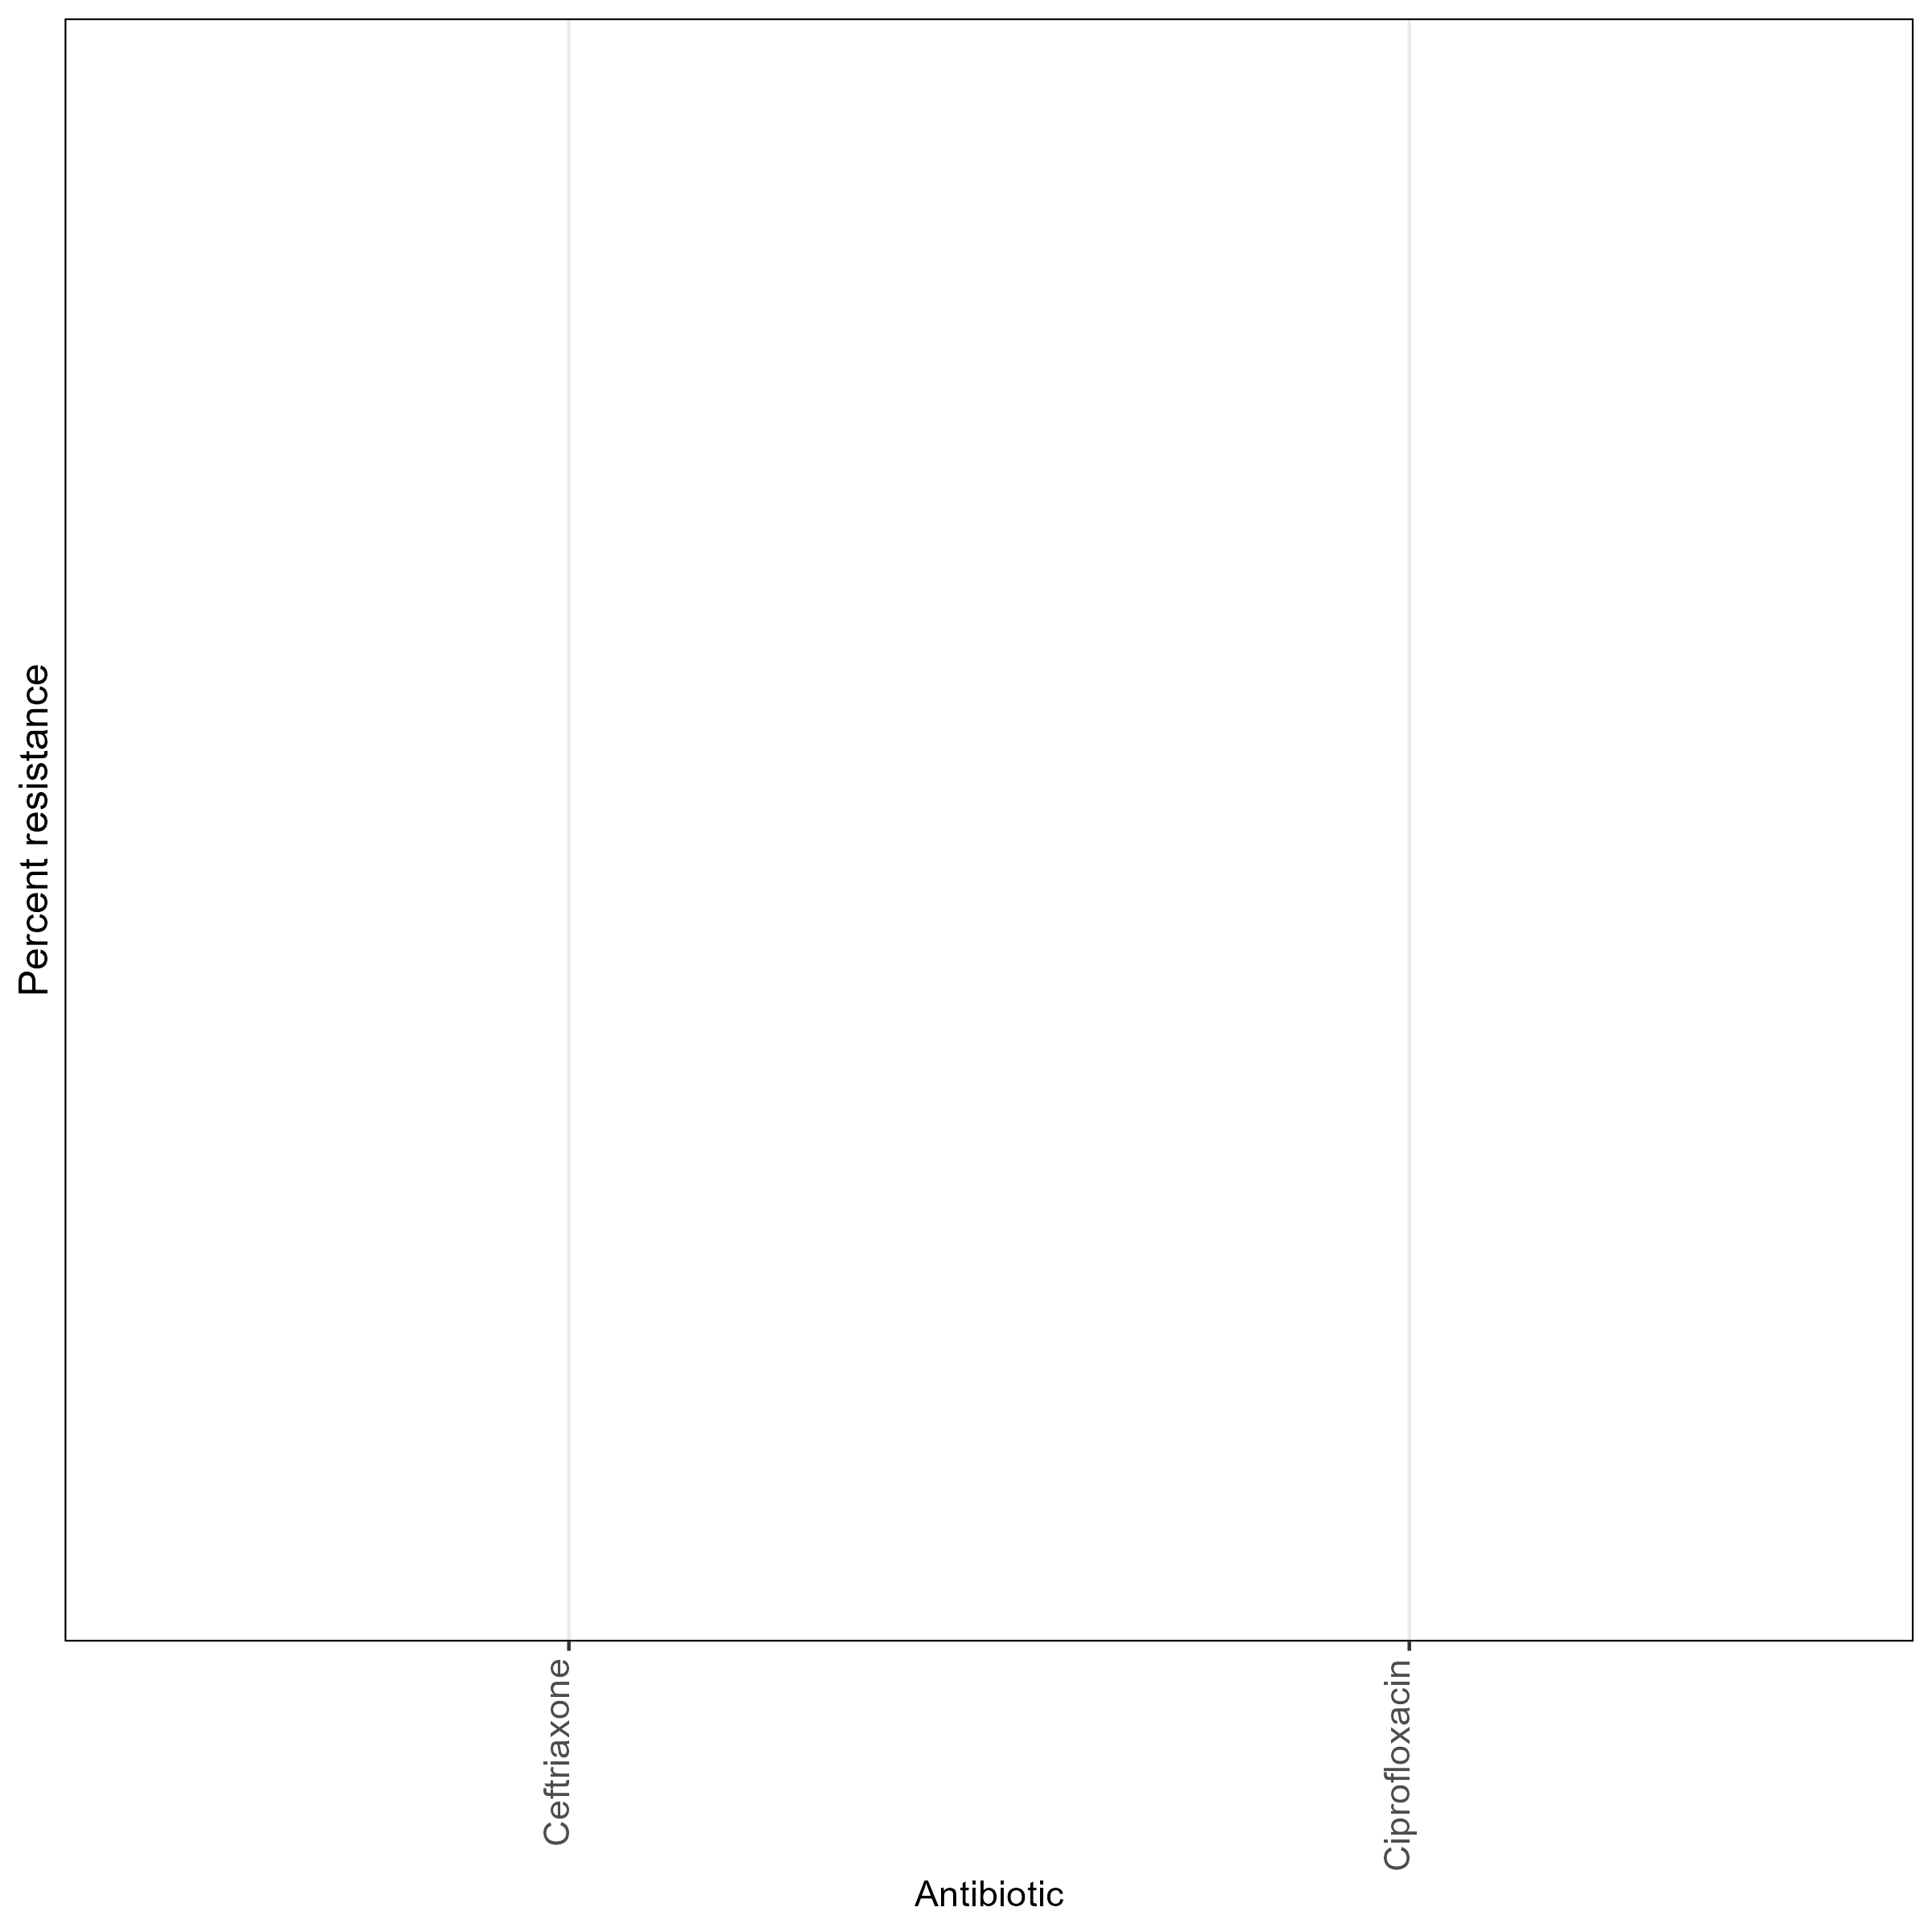 Percent resistance
Ceftriaxone
Ciprofloxacin
Antibiotic